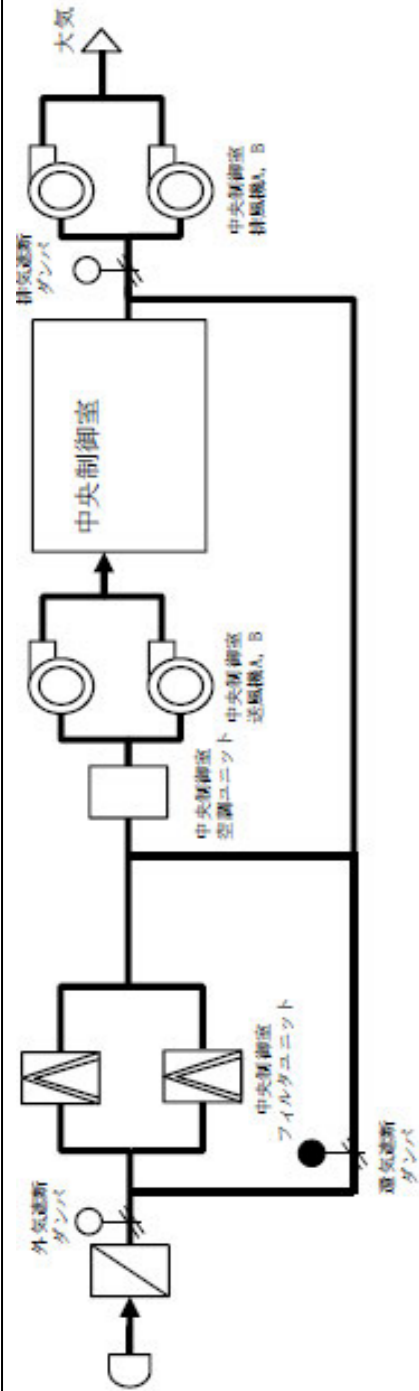 外気遮断
ダンパ
中央制御室
フィルタユニット
還気遮断
ダンパ
中央制御室
空調ユニット
中央制御室
送風機A, B
中央制御室
排気遮断
ダンパ
中央制御室
排風機A, B
大気